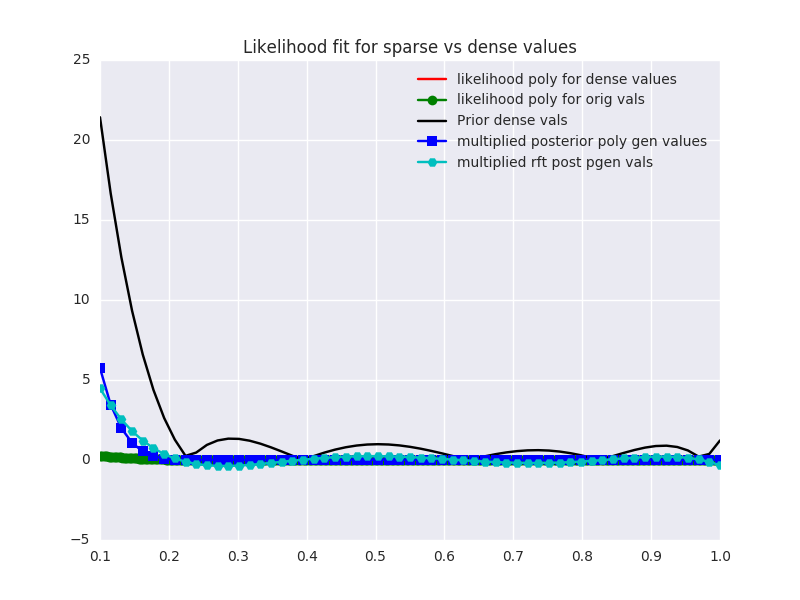 Likelihood fit for sparse vs dense values
25
20
15
10
5
0
−5
likelihood poly for dense values
likelihood poly for orig vals
Prior dense vals
multiplied posterior poly gen values
multiplied rft post pgen vals
0.1 0.2 0.3 0.4 0.5 0.6 0.7 0.8 0.9 1.0